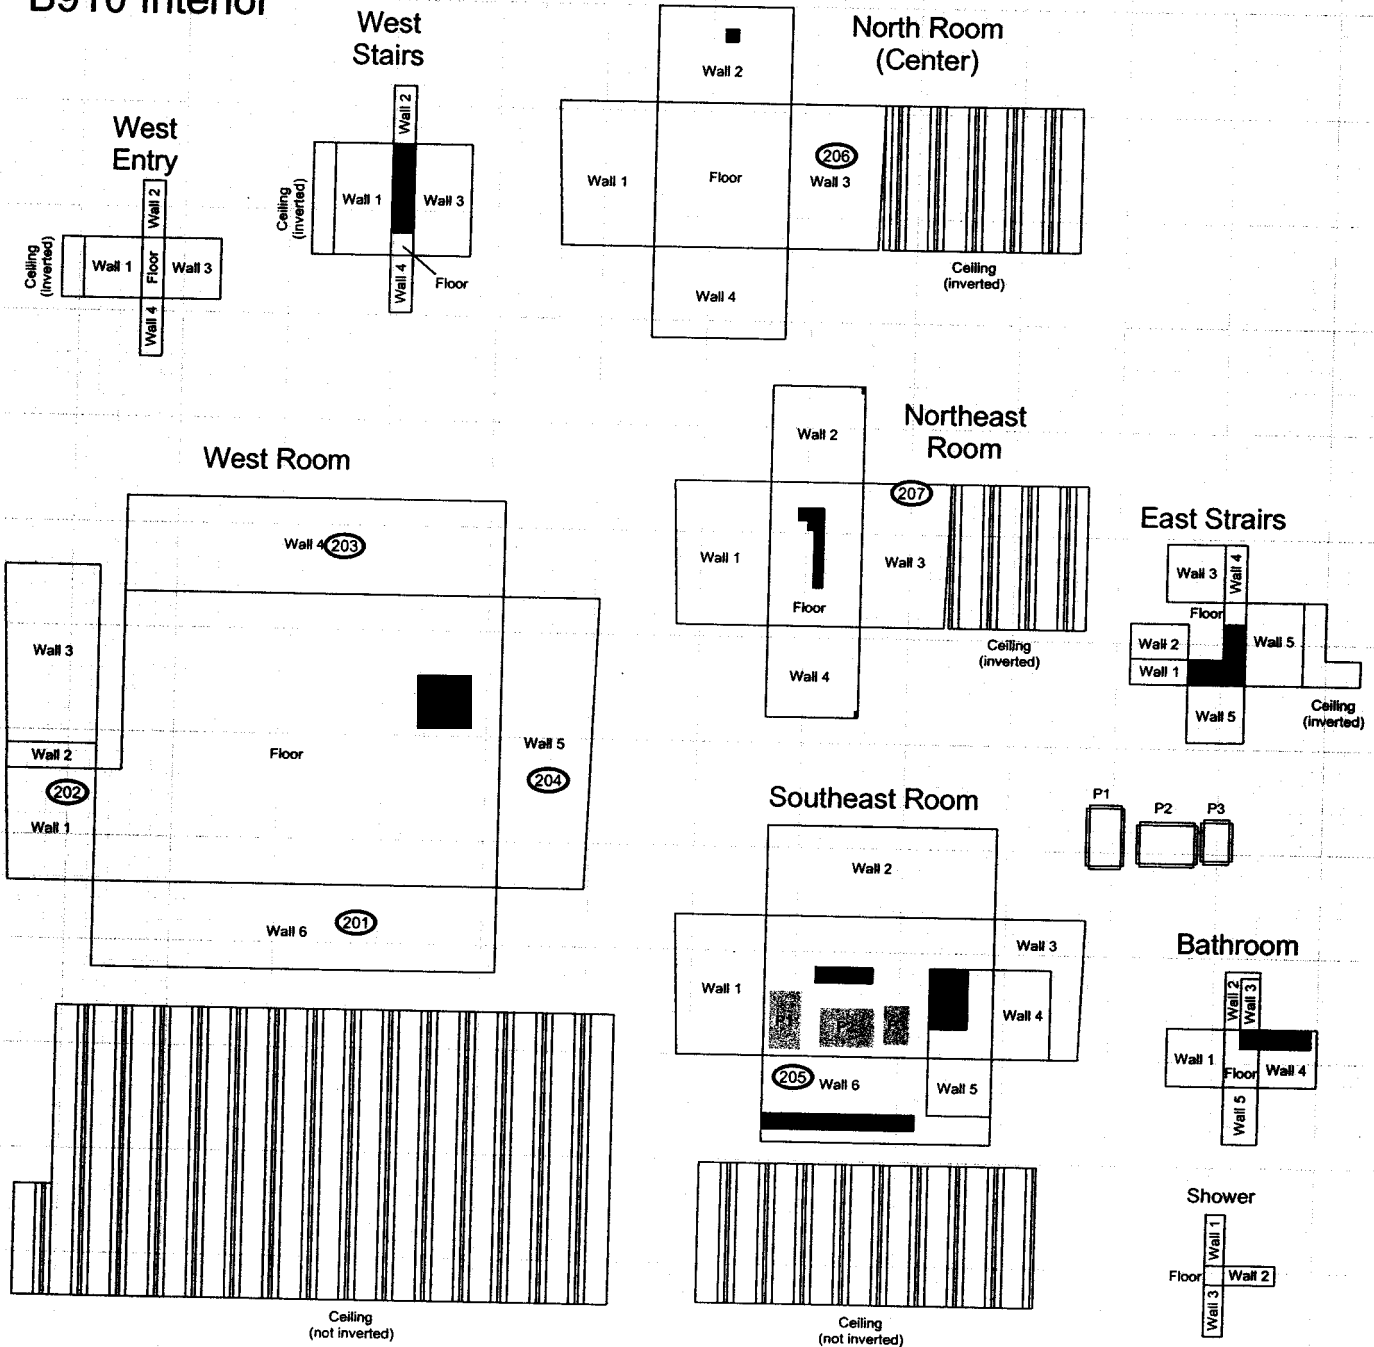 B910 Interior
West
Stairs
Wall 2
Ceiling
(inverted)
Wall 1
Wall 3
Wall 4
Floor
North Room
(Center)
Wall 2
Wall 1
Floor
206
Wall 3
Wall 4
Ceiling
(inverted)
West
Entry
Wall 2
Ceiling
(inverted)
Wall 1
Floor
Wall 3
Wall 4
West Room
Wall 4
203
Wall 3
Wall 2
202
Wall 1
Floor
Wall 5
204
Wall 6
201
Ceiling
(not inverted)
Northeast
Room
Wall 2
207
Wall 1
Wall 3
Floor
Wall 4
Ceiling
(inverted)
East Strairs
Wall 3
Wall 4
Floor
Wall 2
Wall 1
Wall 5
Wall 5
Ceiling
(inverted)
Southeast Room
Wall 2
Wall 3
Wall 1
Wall 4
205
Wall 6
Wall 5
Ceiling
(not inverted)
P1
P2
P3
Bathroom
Wall 2
Wall 3
Wall 1
Floor
Wall 4
Wall 5
Shower
Wall 1
Floor
Wall 2
Wall 3